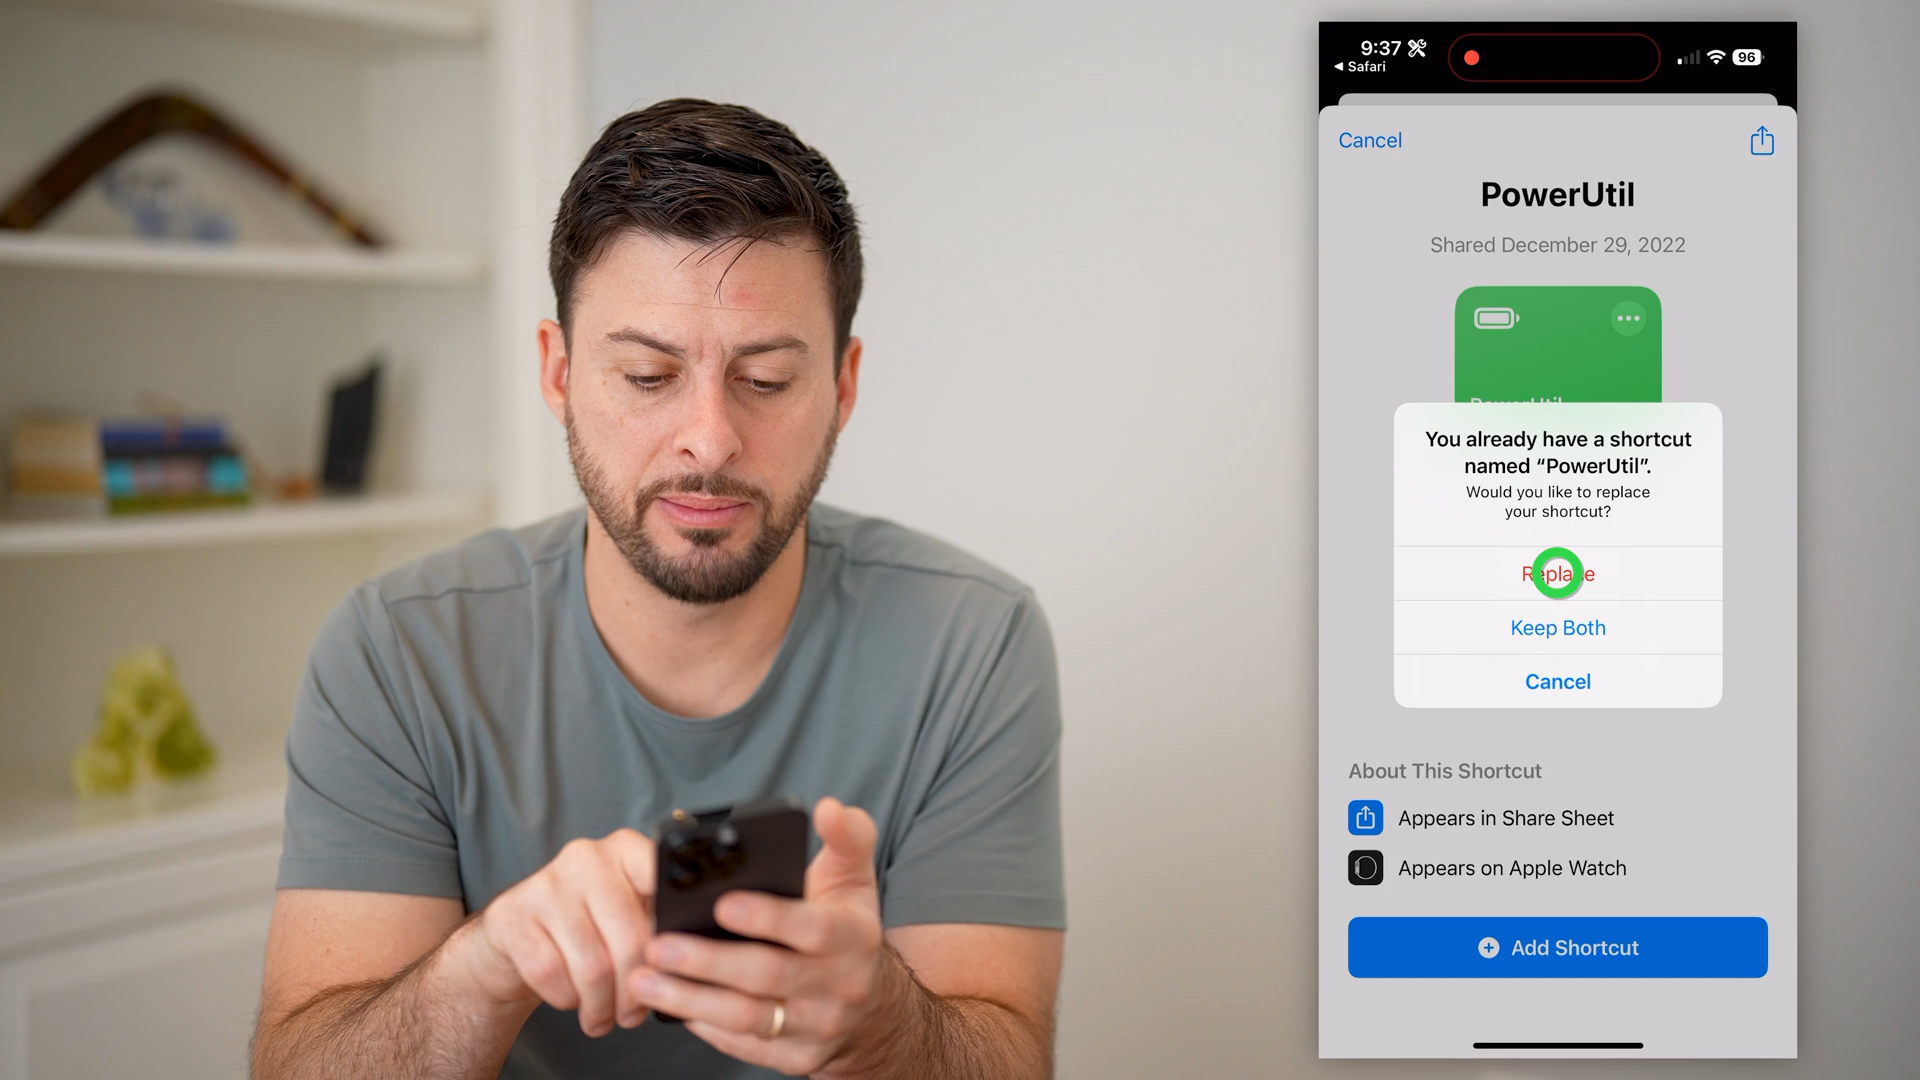 9:37
Safari
96
Cancel
PowerUtil
Shared December 29, 2022
PowerUtil
You already have a shortcut
named “PowerUtil”.
Would you like to replace
your shortcut?
Replace
Keep Both
Cancel
About This Shortcut
Appears in Share Sheet
Appears on Apple Watch
Add Shortcut